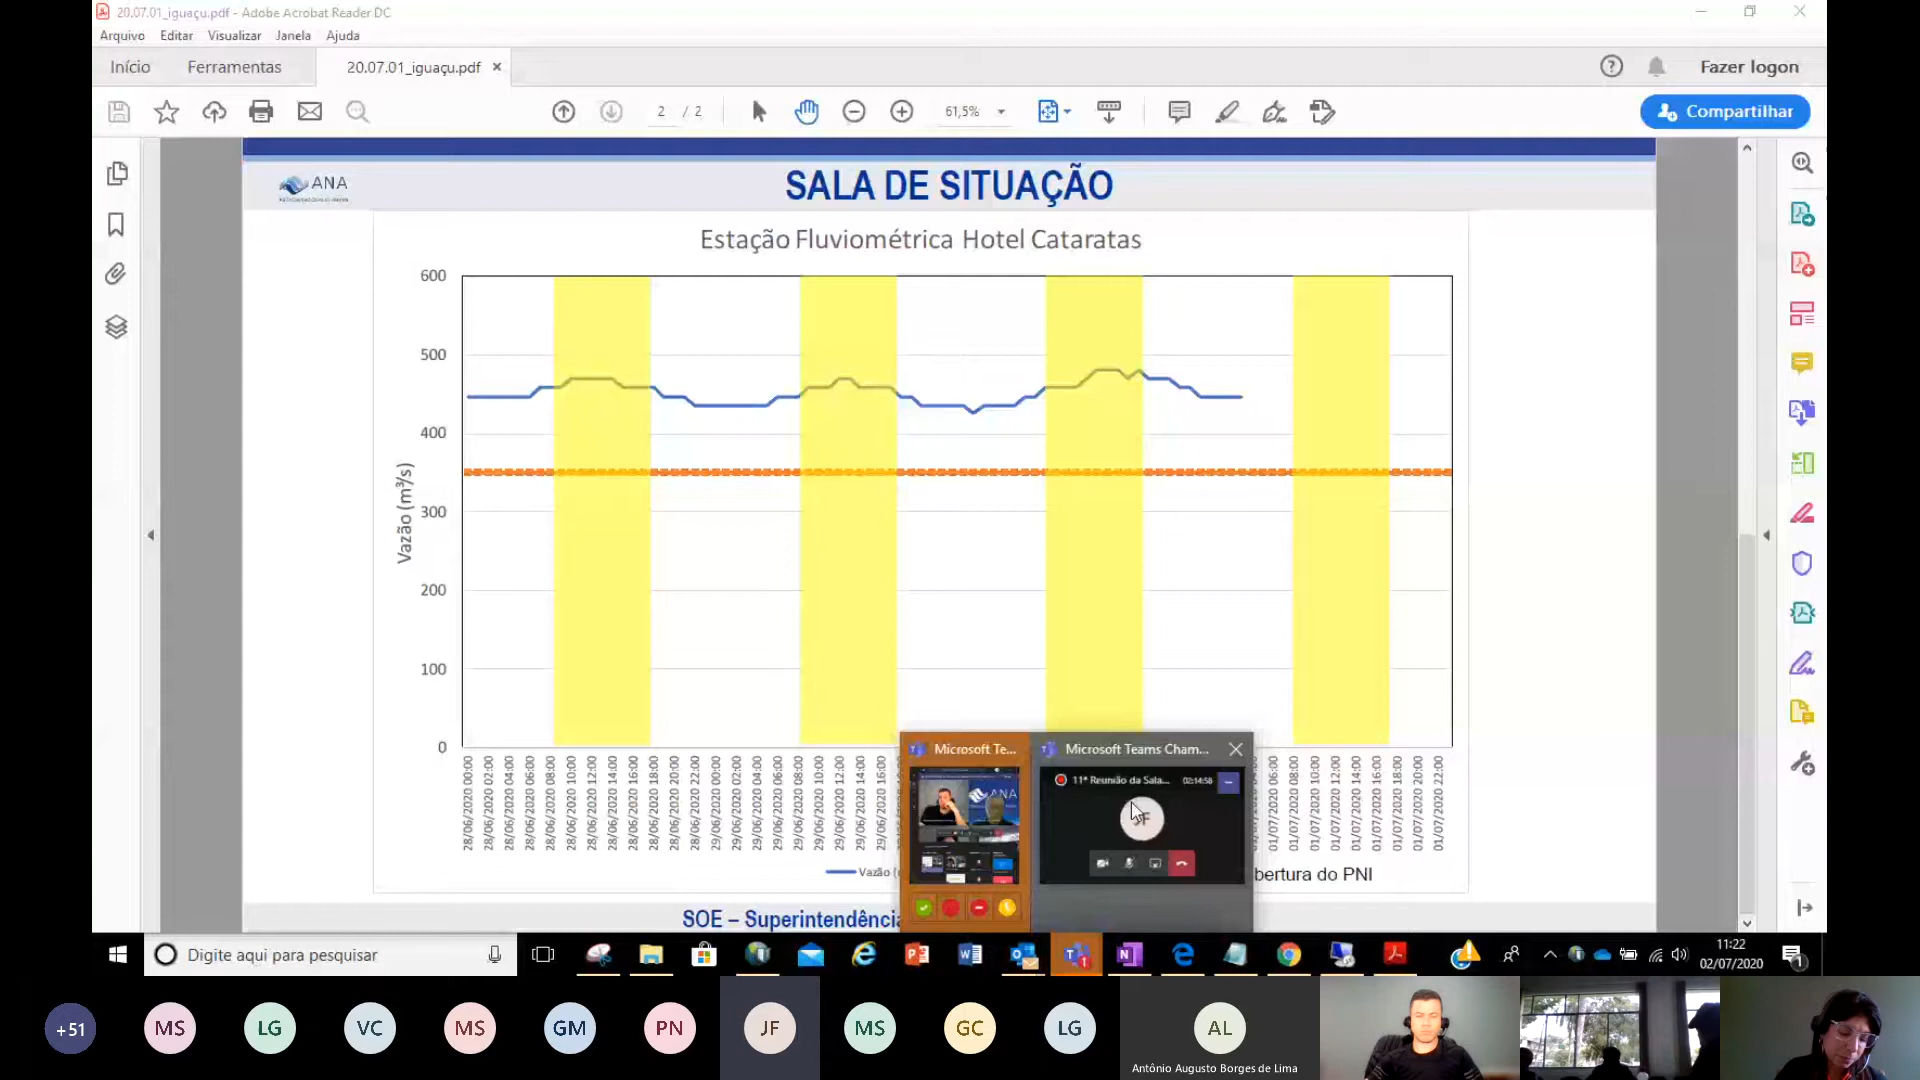 20.07.01_iguaçu.pdf - Adobe Acrobat Reader DC
Arquivo Editar Visualizar Janela Ajuda
Início Ferramentas 20.07.01_iguaçu.pdf × Fazer logon
2 / 2 61,5% Compartilhar
ANA
SALA DE SITUAÇÃO
Estação Fluviométrica Hotel Cataratas
600
500
400
300
200
100
0
Vazão (m³/s)
28/06/2020 00:00
28/06/2020 02:00
28/06/2020 04:00
28/06/2020 06:00
28/06/2020 08:00
28/06/2020 10:00
28/06/2020 12:00
28/06/2020 14:00
28/06/2020 16:00
28/06/2020 18:00
28/06/2020 20:00
28/06/2020 22:00
29/06/2020 00:00
29/06/2020 02:00
29/06/2020 04:00
29/06/2020 06:00
29/06/2020 08:00
29/06/2020 10:00
29/06/2020 12:00
29/06/2020 14:00
29/06/2020 16:00
01/07/2020 06:00
01/07/2020 08:00
01/07/2020 10:00
01/07/2020 12:00
01/07/2020 14:00
01/07/2020 16:00
01/07/2020 18:00
01/07/2020 20:00
01/07/2020 22:00
Vazão (
bertura do PNI
SOE – Superintendência
Microsoft Te...
Microsoft Teams Cham...
11ª Reunião da Sala... 02:14:58
ANA
JF
Digite aqui para pesquisar
11:22
02/07/2020
+51 MS LG VC MS GM PN JF MS GC LG AL
Antônio Augusto Borges de Lima